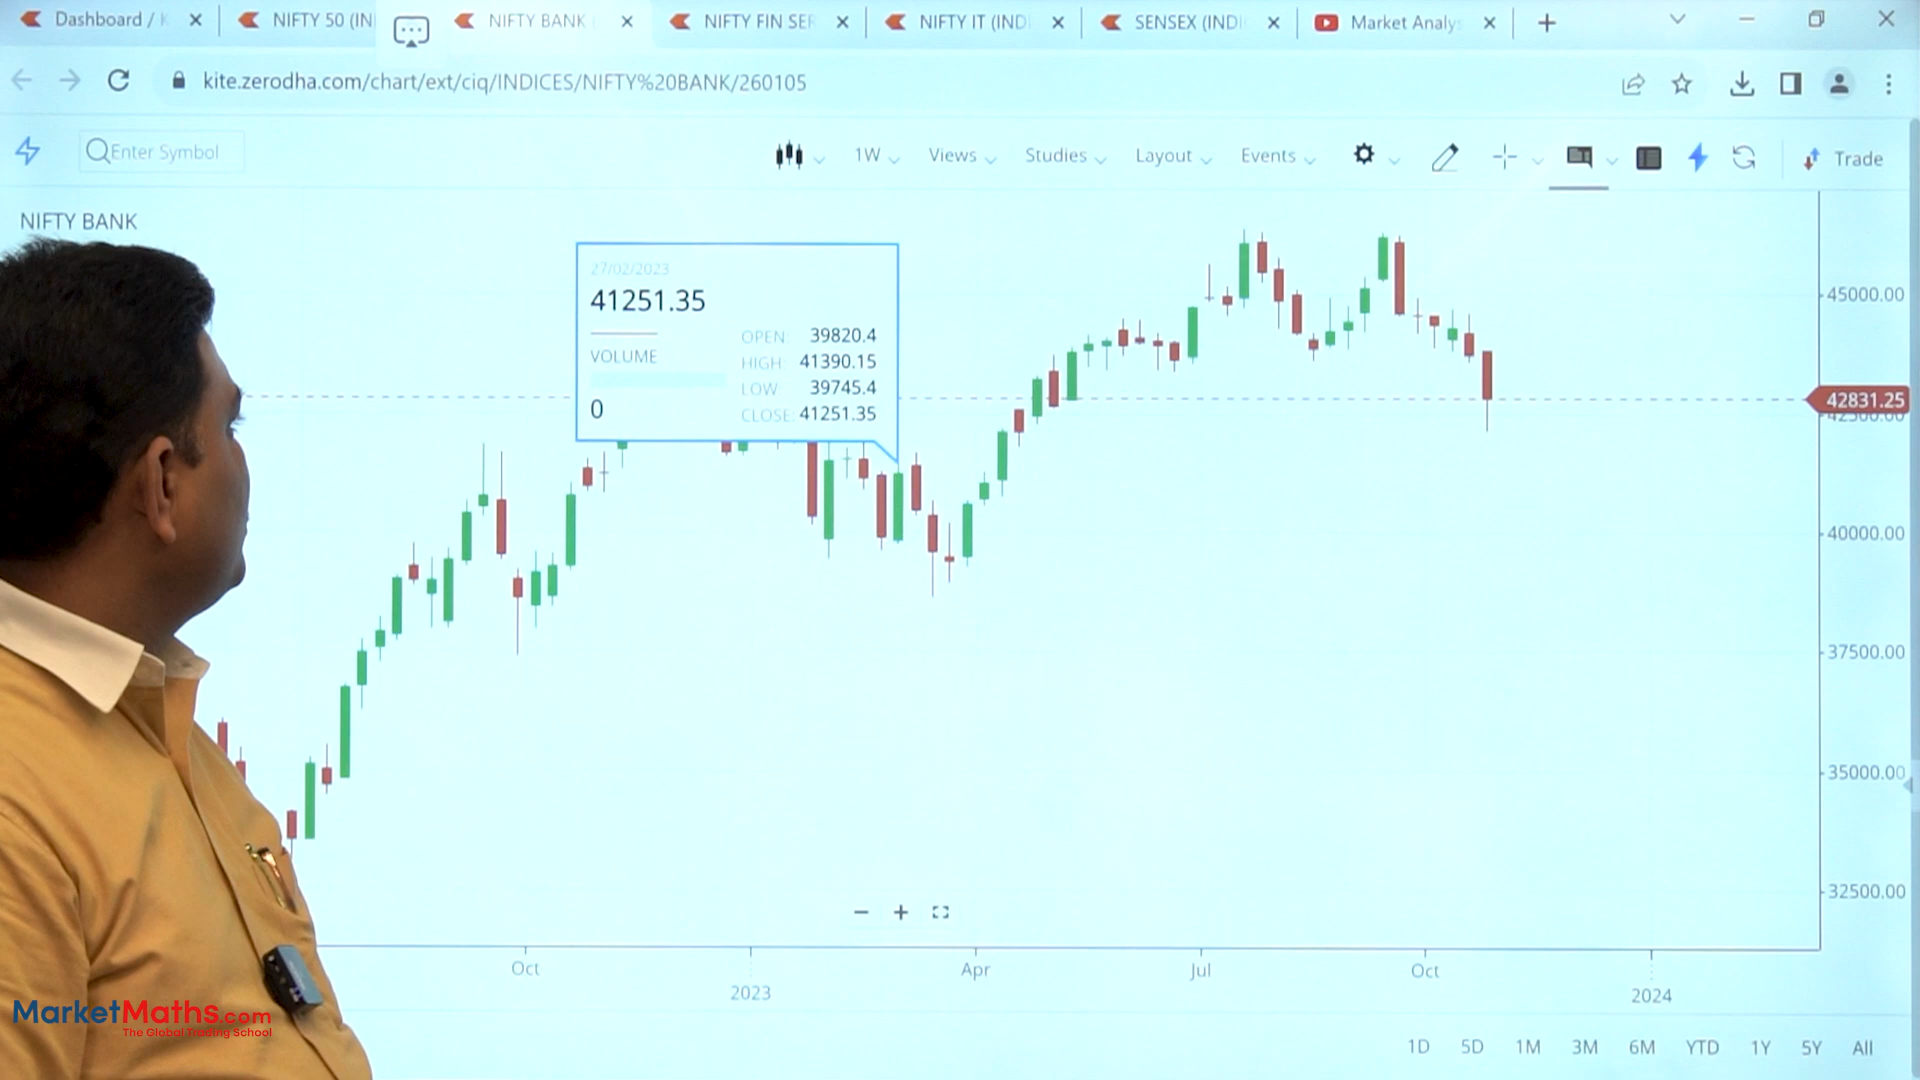 Dashboard /
NIFTY 50 (IN
NIFTY BANK
NIFTY FIN SER
NIFTY IT (IND
SENSEX (INDI
Market Analy
kite.zerodha.com/chart/ext/ciq/INDICES/NIFTY%20BANK/260105
Enter Symbol
1W
Views
Studies
Layout
Events
Trade
NIFTY BANK
27/02/2023
41251.35
VOLUME
0
OPEN: 39820.4
HIGH: 41390.15
LOW 39745.4
CLOSE: 41251.35
45000.00
42831.25
42500.00
40000.00
37500.00
35000.00
32500.00
Oct
2023
Apr
Jul
Oct
2024
1D 5D 1M 3M 6M YTD 1Y 5Y All
MarketMaths.com
The Global Trading School